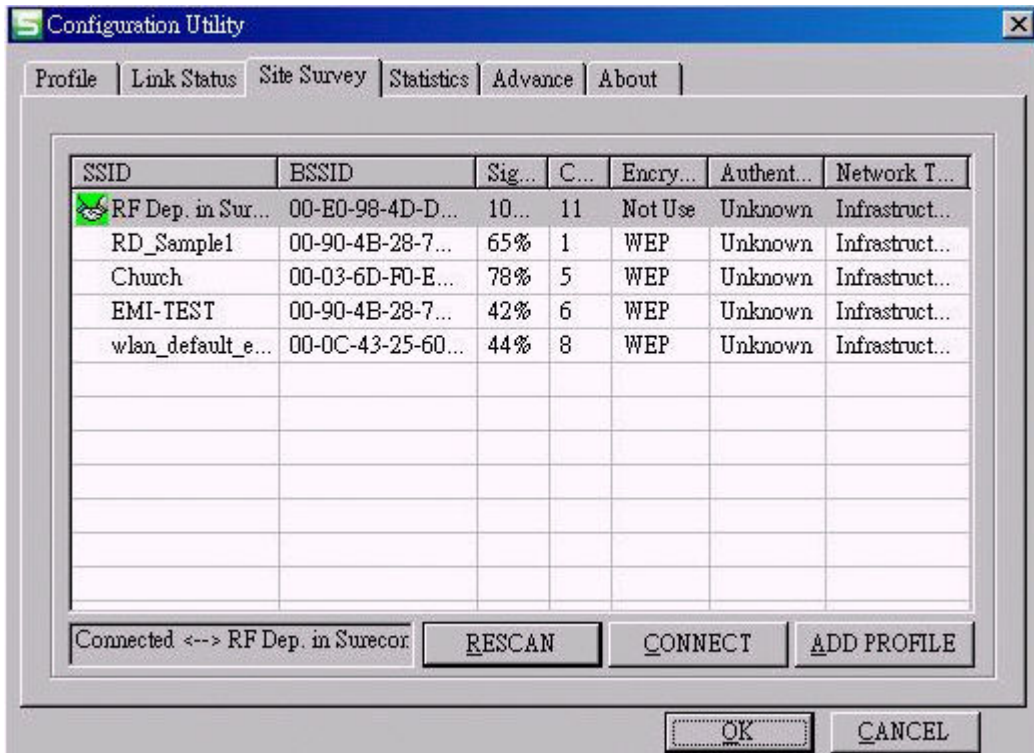 Configuration Utility
Profile Link Status Site Survey Statistics Advance About
SSID BSSID Sig... C... Encry... Authent... Network T...
RF Dep. in Sur... 00-E0-98-4D-D... 10... 11 Not Use Unknown Infrastruct...
RD_Sample1 00-90-4B-28-7... 65% 1 WEP Unknown Infrastruct...
Church 00-03-6D-F0-E... 78% 5 WEP Unknown Infrastruct...
EMI-TEST 00-90-4B-28-7... 42% 6 WEP Unknown Infrastruct...
wlan_default_e... 00-0C-43-25-60... 44% 8 WEP Unknown Infrastruct...
Connected <--> RF Dep. in Surecor RESCAN CONNECT ADD PROFILE
OK CANCEL